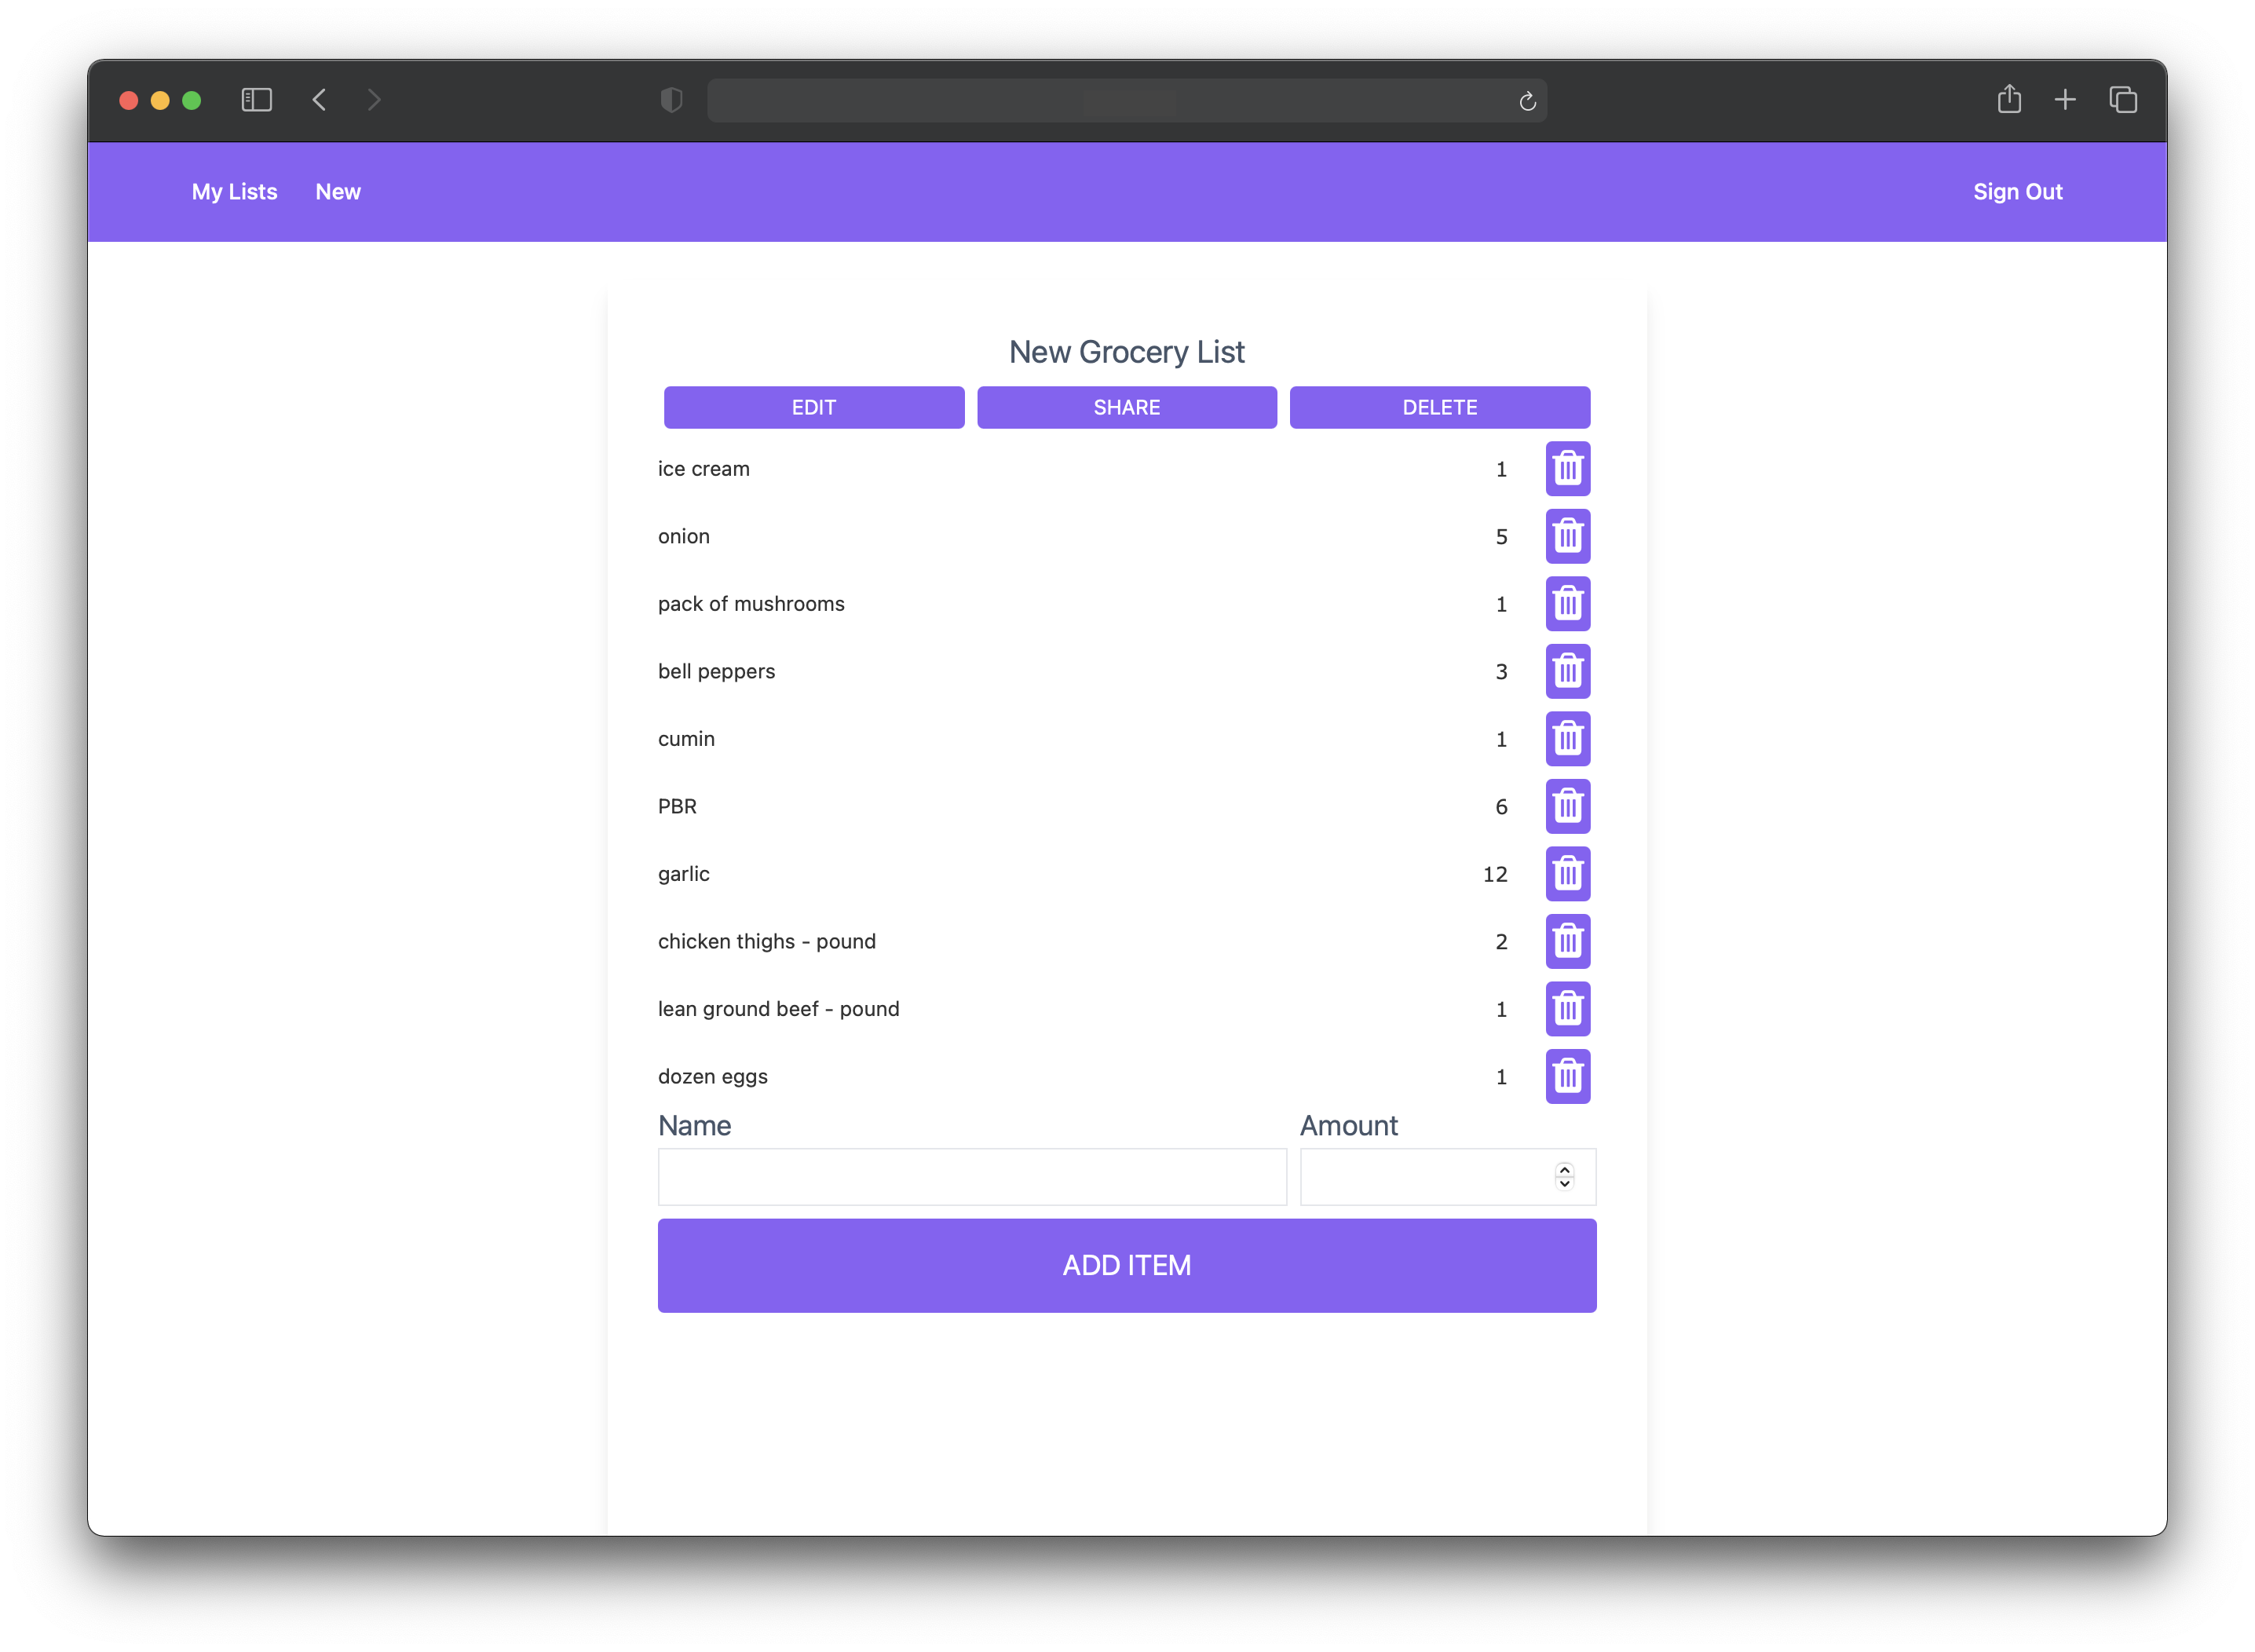 My Lists New Sign Out
New Grocery List
EDIT SHARE DELETE
ice cream 1
onion 5
pack of mushrooms 1
bell peppers 3
cumin 1
PBR 6
garlic 12
chicken thighs - pound 2
lean ground beef - pound 1
dozen eggs 1
Name Amount
ADD ITEM